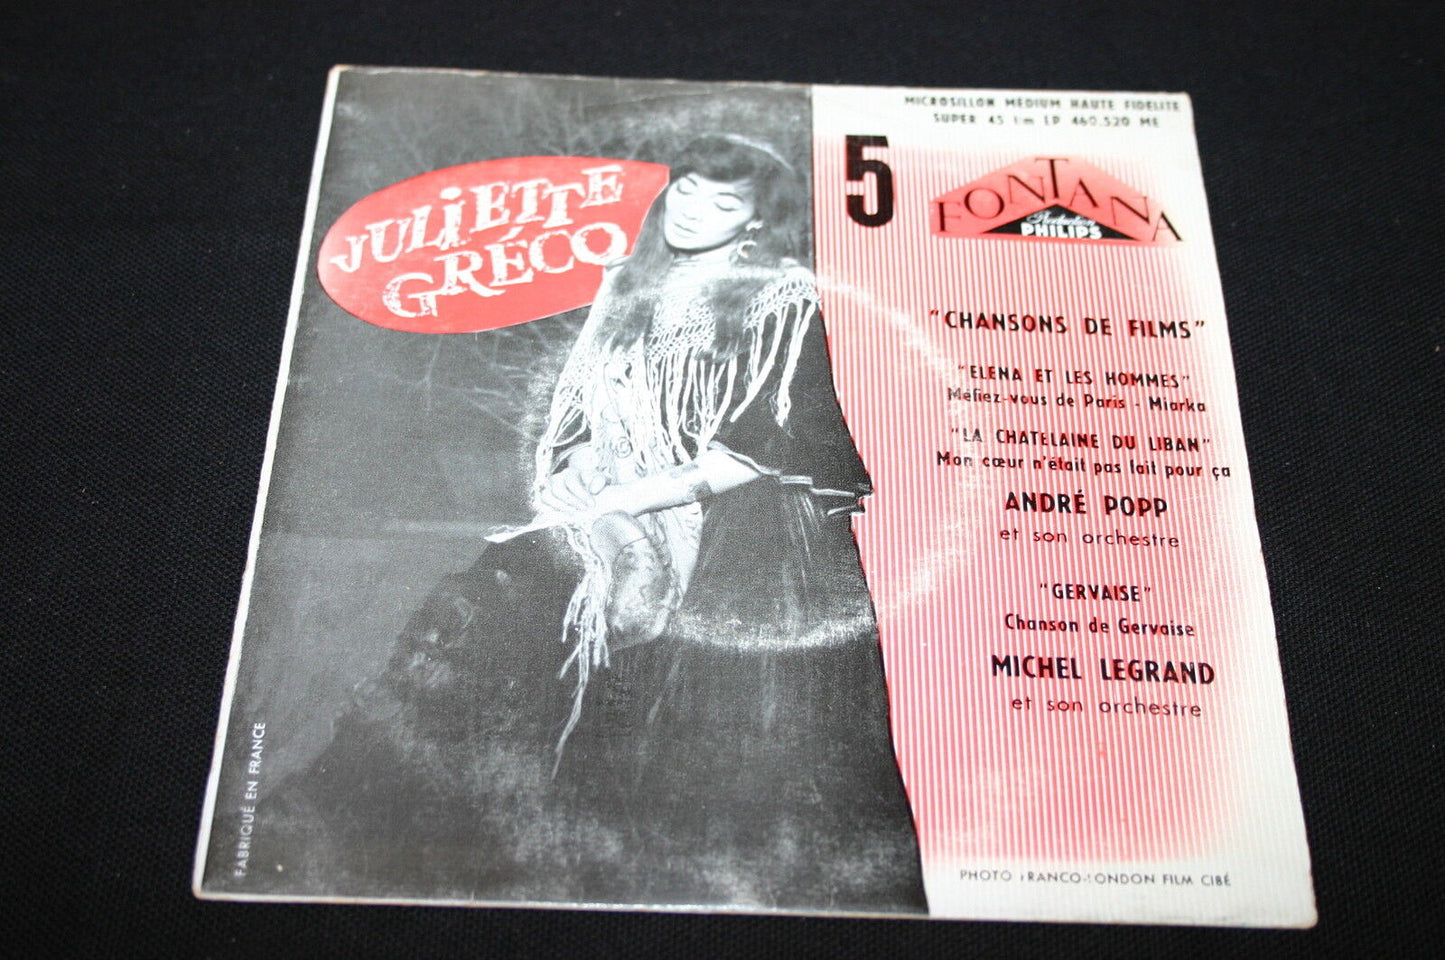 JULIETTE
GRÉCO
MICROSILLON MEDIUM HAUTE FIDELITE
SUPER 45 t m LP 460.520 ME
5
FONTANA
Production
PHILIPS
"CHANSONS DE FILMS"
"ELENA ET LES HOMMES"
Méfiez-vous de Paris - Miarka
"LA CHATELAINE DU LIBAN"
Mon cœur n'était pas fait pour ça
ANDRÉ POPP
et son orchestre
"GERVAISE"
Chanson de Gervaise
MICHEL LEGRAND
et son orchestre
PHOTO FRANCO-LONDON FILM CIBÉ
FABRIQUÉ EN FRANCE